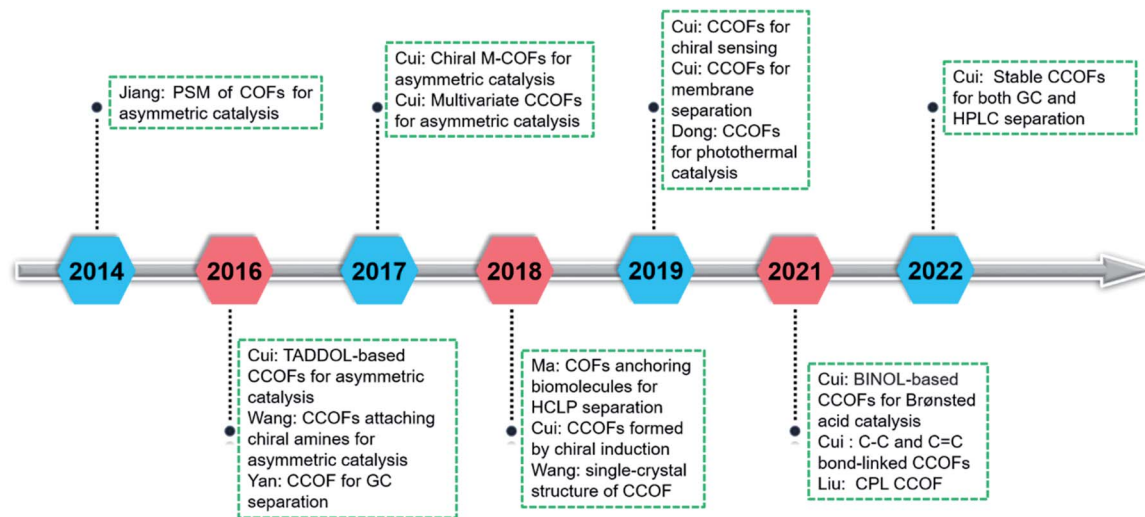 Jiang: PSM of COFs for
asymmetric catalysis
Cui: Chiral M-COFs for
asymmetric catalysis
Cui: Multivariate CCOFs
for asymmetric catalysis
Cui: CCOFs for
chiral sensing
Cui: CCOFs for
membrane
separation
Dong: CCOFs
for photothermal
catalysis
Cui: Stable CCOFs
for both GC and
HPLC separation
2014
2016
2017
2018
2019
2021
2022
Cui: TADDOL-based
CCOFs for asymmetric
catalysis
Wang: CCOFs attaching
chiral amines for
asymmetric catalysis
Yan: CCOF for GC
separation
Ma: COFs anchoring
biomolecules for
HCLP separation
Cui: CCOFs formed
by chiral induction
Wang: single-crystal
structure of CCOF
Cui: BINOL-based
CCOFs for Brønsted
acid catalysis
Cui : C-C and C=C
bond-linked CCOFs
Liu: CPL CCOF